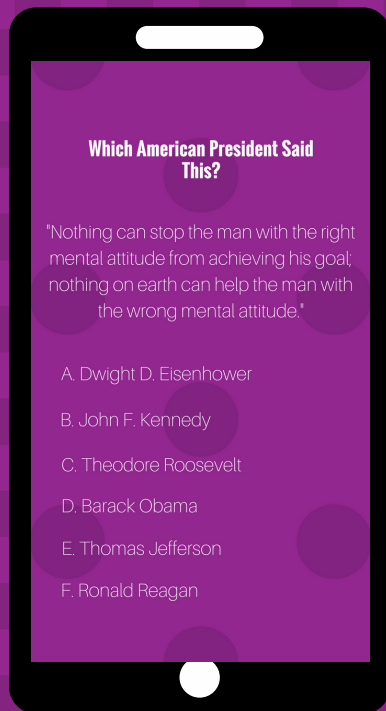 Which American President Said
This?
"Nothing can stop the man with the right
mental attitude from achieving his goal;
nothing on earth can help the man with
the wrong mental attitude."
A. Dwight D. Eisenhower
B. John F. Kennedy
C. Theodore Roosevelt
D. Barack Obama
E. Thomas Jefferson
F. Ronald Reagan